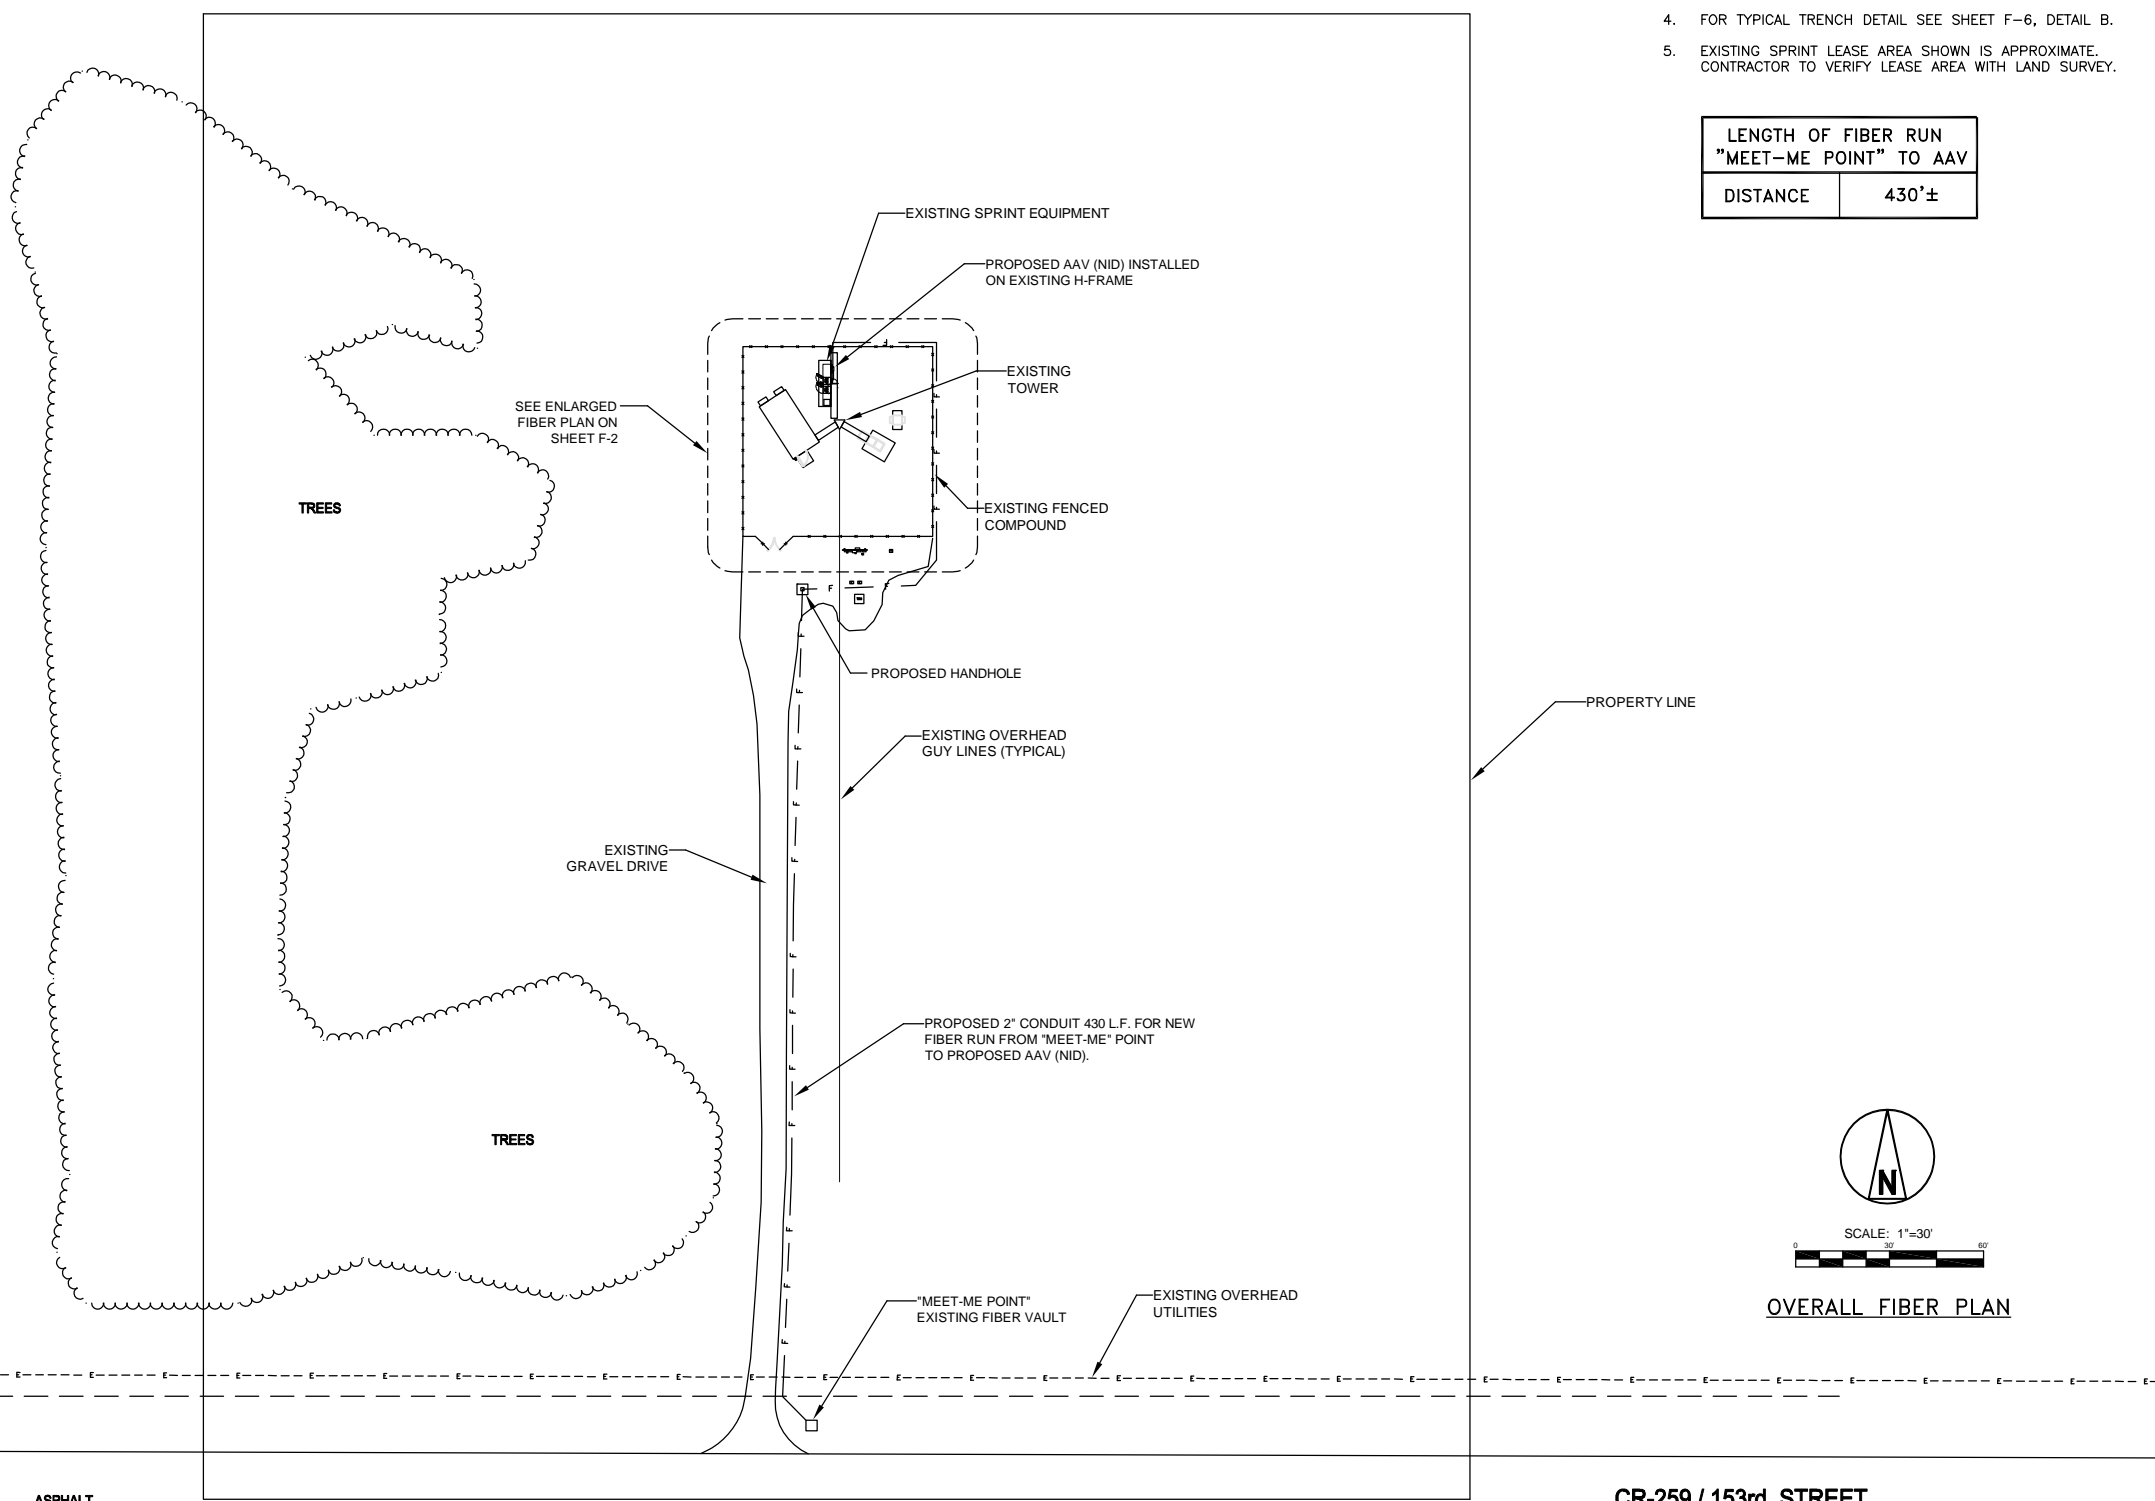 4. FOR TYPICAL TRENCH DETAIL SEE SHEET F-6, DETAIL B.
5. EXISTING SPRINT LEASE AREA SHOWN IS APPROXIMATE.
CONTRACTOR TO VERIFY LEASE AREA WITH LAND SURVEY.
LENGTH OF FIBER RUN
"MEET-ME POINT" TO AAV
DISTANCE 430'±
EXISTING SPRINT EQUIPMENT
PROPOSED AAV (NID) INSTALLED
ON EXISTING H-FRAME
EXISTING
TOWER
SEE ENLARGED
FIBER PLAN ON
SHEET F-2
TREES
EXISTING FENCED
COMPOUND
PROPOSED HANDHOLE
PROPERTY LINE
EXISTING OVERHEAD
GUY LINES (TYPICAL)
EXISTING
GRAVEL DRIVE
PROPOSED 2" CONDUIT 430 L.F. FOR NEW
FIBER RUN FROM "MEET-ME" POINT
TO PROPOSED AAV (NID).
TREES
N
SCALE: 1"=30'
0 30' 60'
OVERALL FIBER PLAN
"MEET-ME POINT"
EXISTING FIBER VAULT
EXISTING OVERHEAD
UTILITIES
F F F F F F F F F F F F F F F F F F F F
E E E E E E E E E E E E E E E E E E E E E E E E E E E E E E
ASPHALT
CR-259 / 153rd STREET